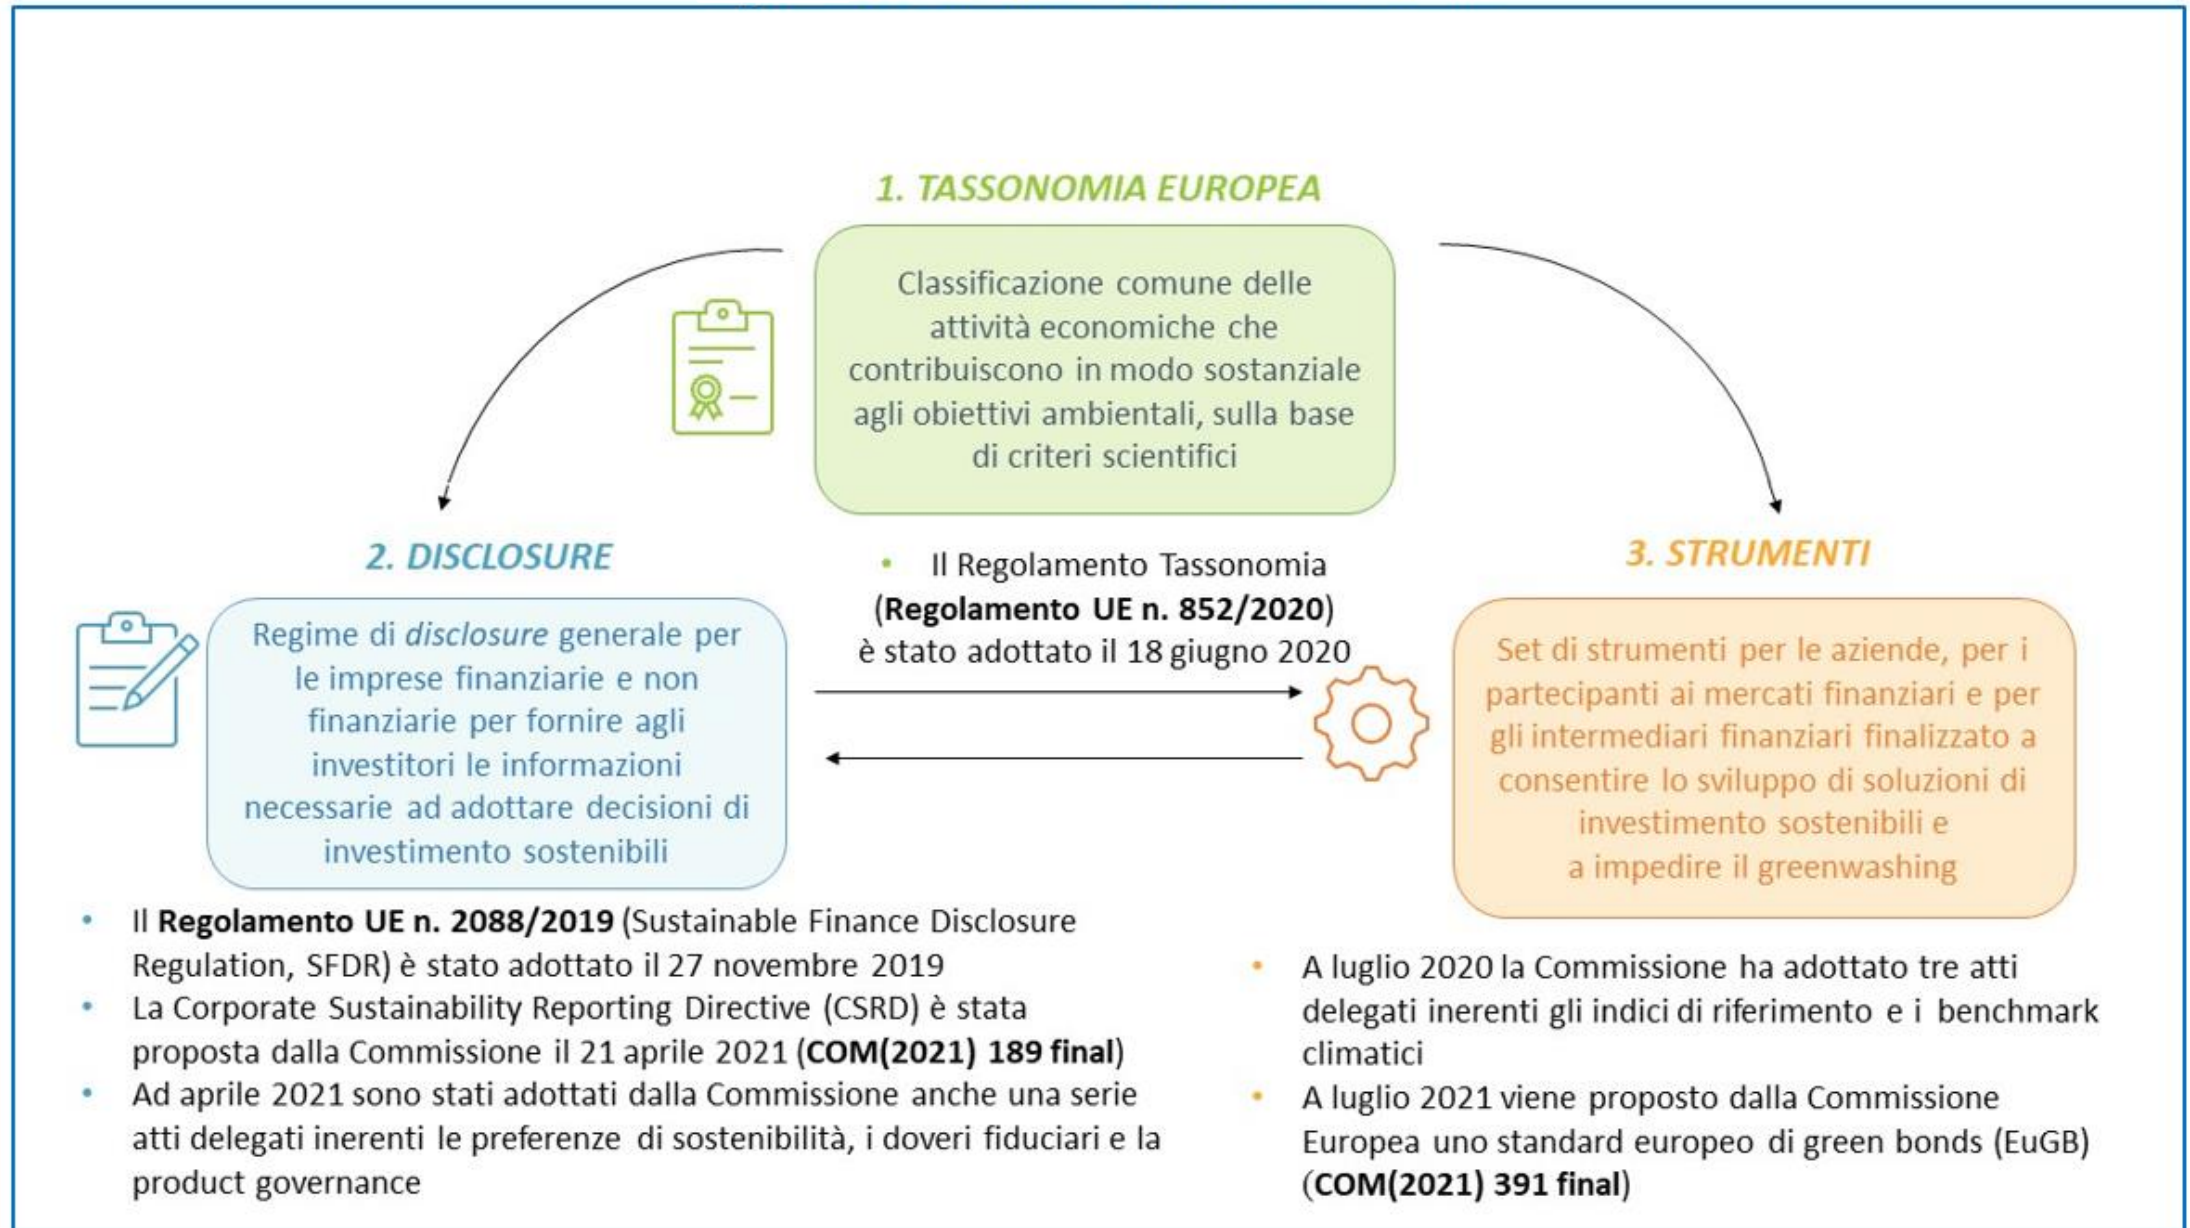 1. TASSONOMIA EUROPEA
Classificazione comune delle
attività economiche che
contribuiscono in modo sostanziale
agli obiettivi ambientali, sulla base
di criteri scientifici
• Il Regolamento Tassonomia
(Regolamento UE n. 852/2020)
è stato adottato il 18 giugno 2020
2. DISCLOSURE
Regime di disclosure generale per
le imprese finanziarie e non
finanziarie per fornire agli
investitori le informazioni
necessarie ad adottare decisioni di
investimento sostenibili
• Il Regolamento UE n. 2088/2019 (Sustainable Finance Disclosure
Regulation, SFDR) è stato adottato il 27 novembre 2019
• La Corporate Sustainability Reporting Directive (CSRD) è stata
proposta dalla Commissione il 21 aprile 2021 (COM(2021) 189 final)
• Ad aprile 2021 sono stati adottati dalla Commissione anche una serie
atti delegati inerenti le preferenze di sostenibilità, i doveri fiduciari e la
product governance
3. STRUMENTI
Set di strumenti per le aziende, per i
partecipanti ai mercati finanziari e per
gli intermediari finanziari finalizzato a
consentire lo sviluppo di soluzioni di
investimento sostenibili e
a impedire il greenwashing
• A luglio 2020 la Commissione ha adottato tre atti
delegati inerenti gli indici di riferimento e i benchmark
climatici
• A luglio 2021 viene proposto dalla Commissione
Europea uno standard europeo di green bonds (EuGB)
(COM(2021) 391 final)